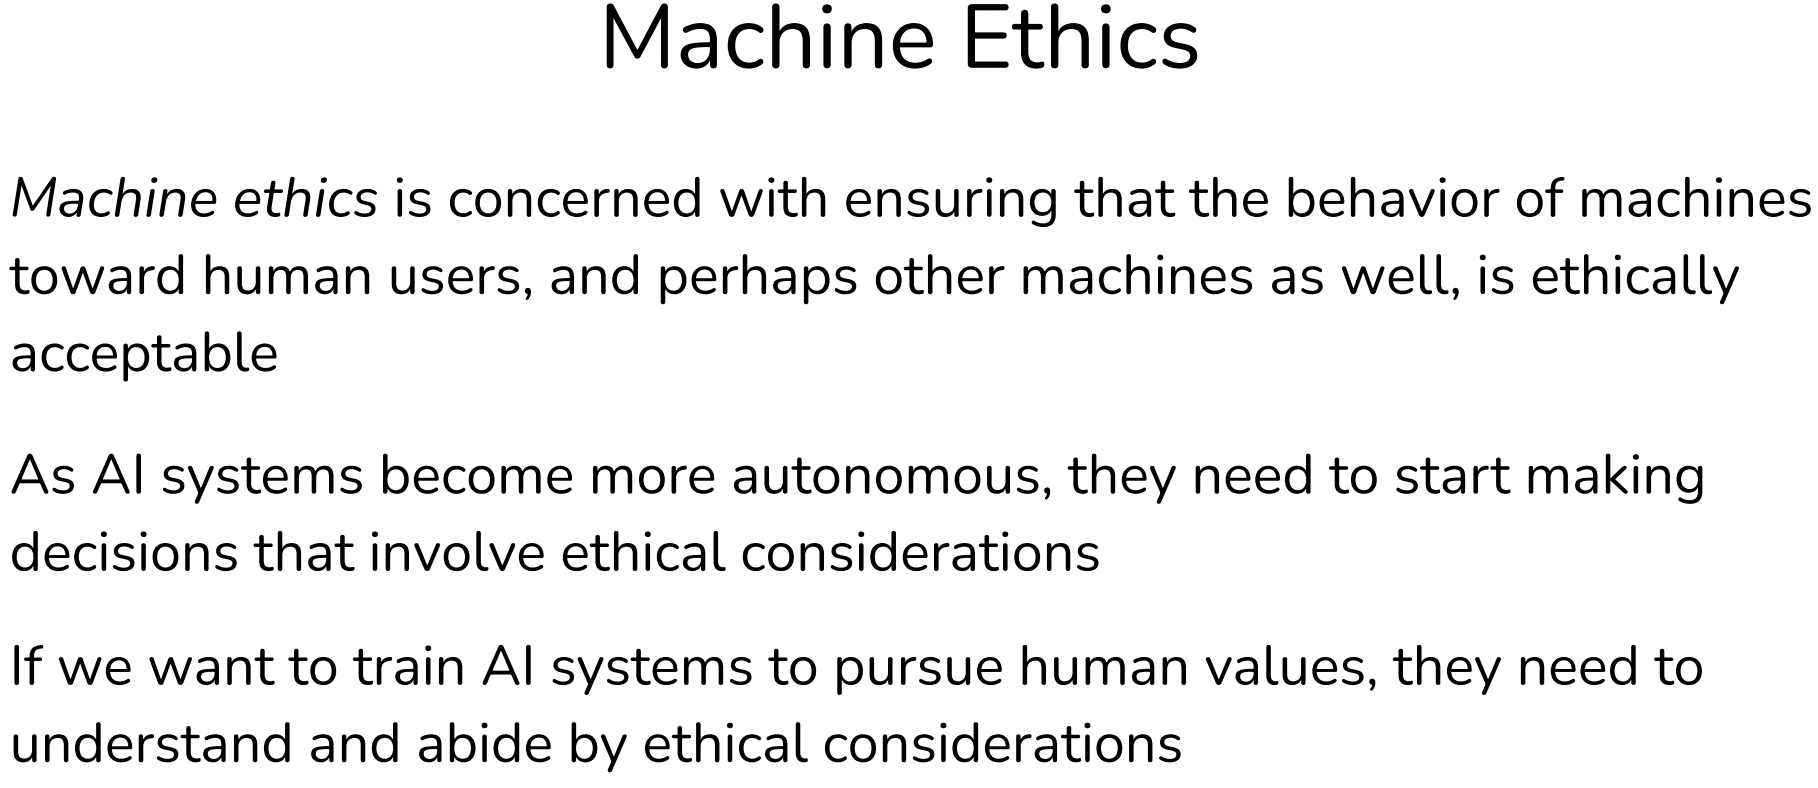 Machine Ethics
Machine ethics is concerned with ensuring that the behavior of machines
toward human users, and perhaps other machines as well, is ethically
acceptable
As AI systems become more autonomous, they need to start making
decisions that involve ethical considerations
If we want to train AI systems to pursue human values, they need to
understand and abide by ethical considerations